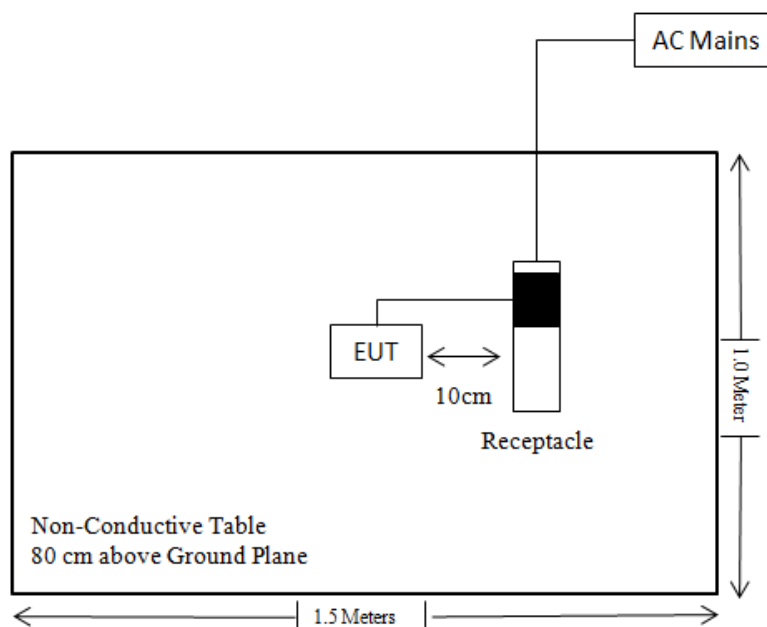 AC Mains
EUT
10cm
Receptacle
1.0 Meter
Non-Conductive Table
80 cm above Ground Plane
1.5 Meters